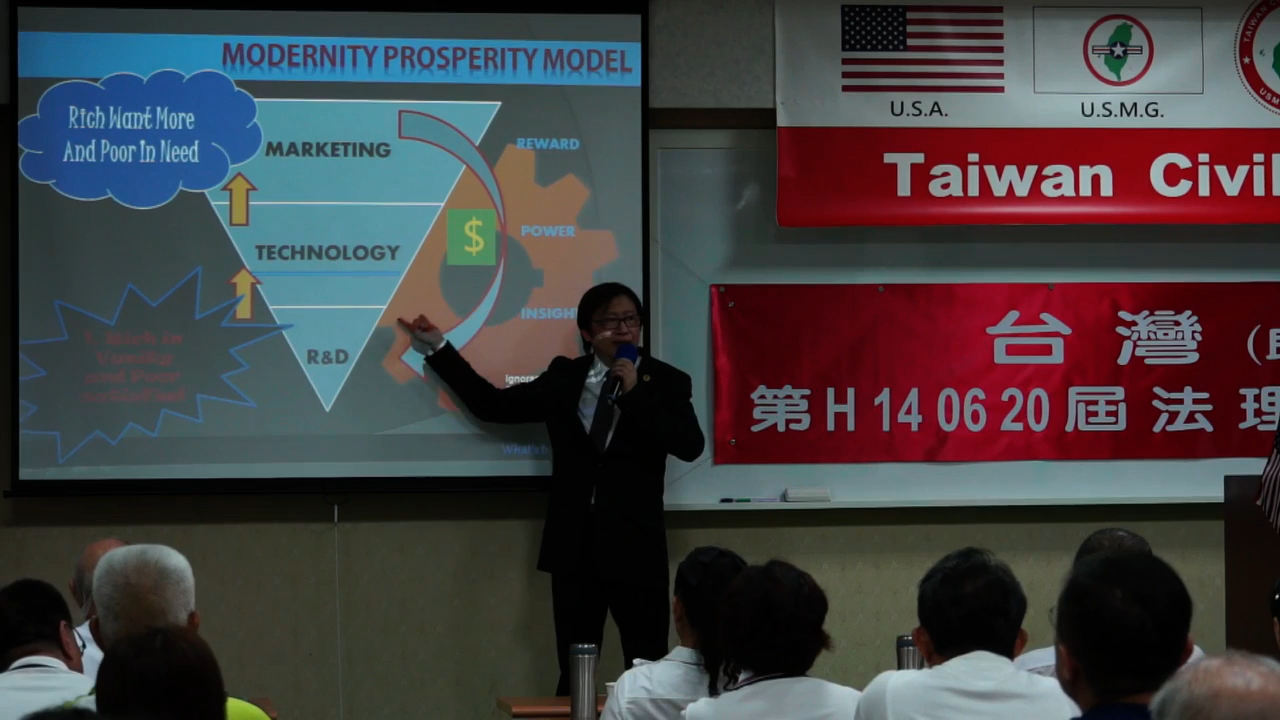 MODERNITY PROSPERITY MODEL
Rich Want More
And Poor In Need
MARKETING
TECHNOLOGY
R&D
$
REWARD
POWER
INSIGH
U.S.A.
U.S.M.G.
Taiwan Civil
台灣
第H 14 06 20 屆法理